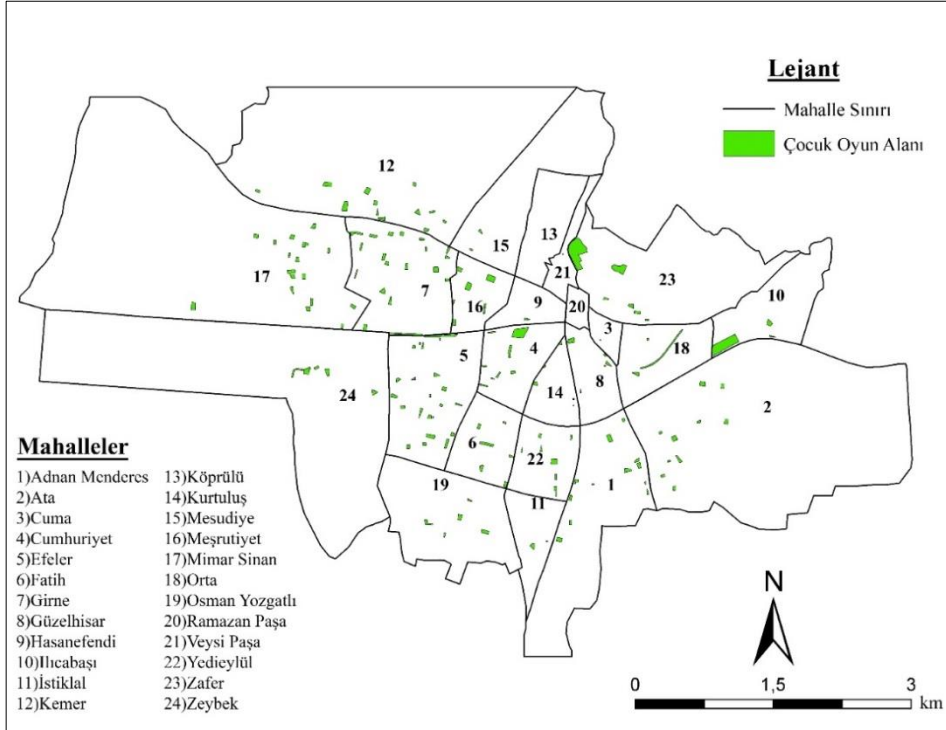 Lejant
Mahalle Sınırı
Çocuk Oyun Alanı
12
13
15
21
23
17
7
16
9
20
10
3
5
4
18
8
24
14
2
6
22
19
1
11
Mahalleler
1)Adnan Menderes
2)Ata
3)Cuma
4)Cumhuriyet
5)Efeler
6)Fatih
7)Girne
8)Güzelhisar
9)Hasanefendi
10)Ilıcabaşı
11)İstiklal
12)Kemer
13)Köprülü
14)Kurtuluş
15)Mesudiye
16)Meşrutiyet
17)Mimar Sinan
18)Orta
19)Osman Yozgatlı
20)Ramazan Paşa
21)Veysi Paşa
22)Yedieylül
23)Zafer
24)Zeybek
N
0 1,5 3
km